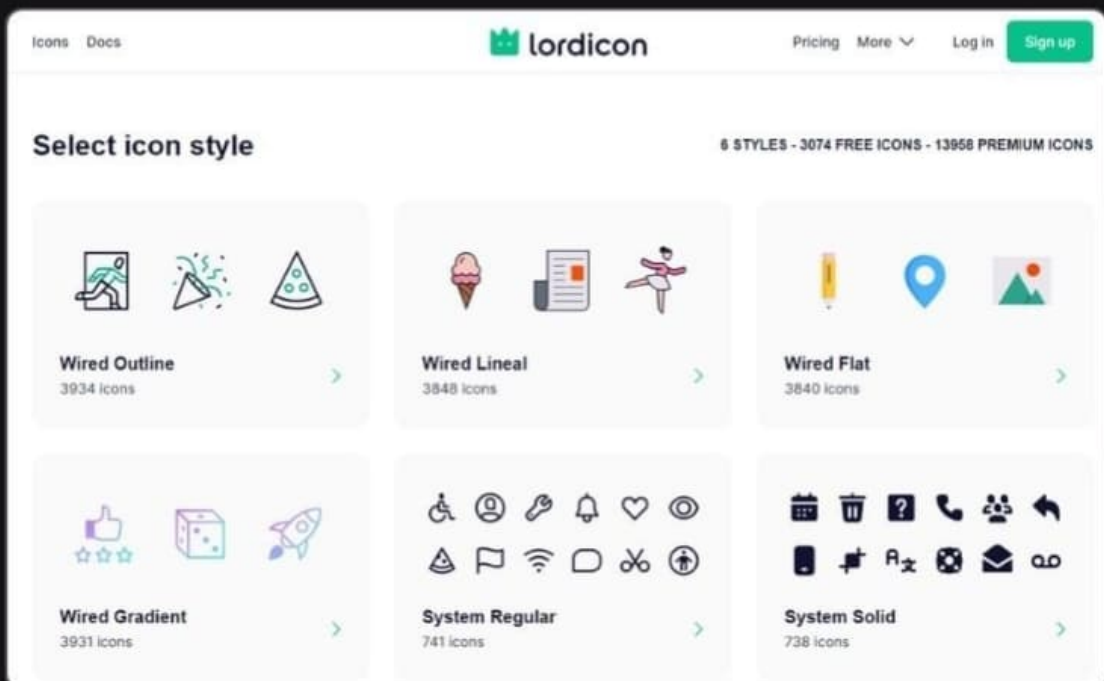 Icons Docs lordicon Pricing More Log in Sign up
Select icon style 6 STYLES - 3074 FREE ICONS - 13958 PREMIUM ICONS
Wired Outline
3934 icons
Wired Lineal
3848 icons
Wired Flat
3840 icons
Wired Gradient
3931 icons
System Regular
741 icons
System Solid
738 icons